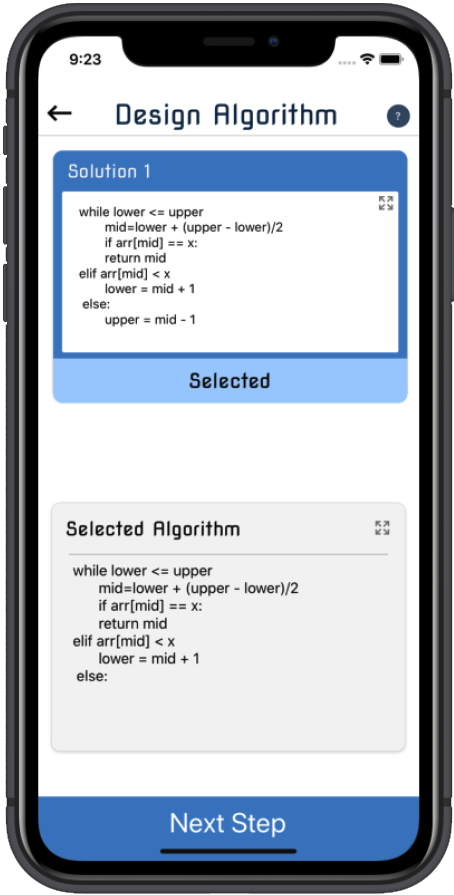 9:23
Design Algorithm
?
Solution 1
while lower <= upper
mid=lower + (upper - lower)/2
if arr[mid] == x:
return mid
elif arr[mid] < x
lower = mid + 1
else:
upper = mid - 1
Selected
Selected Algorithm
while lower <= upper
mid=lower + (upper - lower)/2
if arr[mid] == x:
return mid
elif arr[mid] < x
lower = mid + 1
else:
Next Step